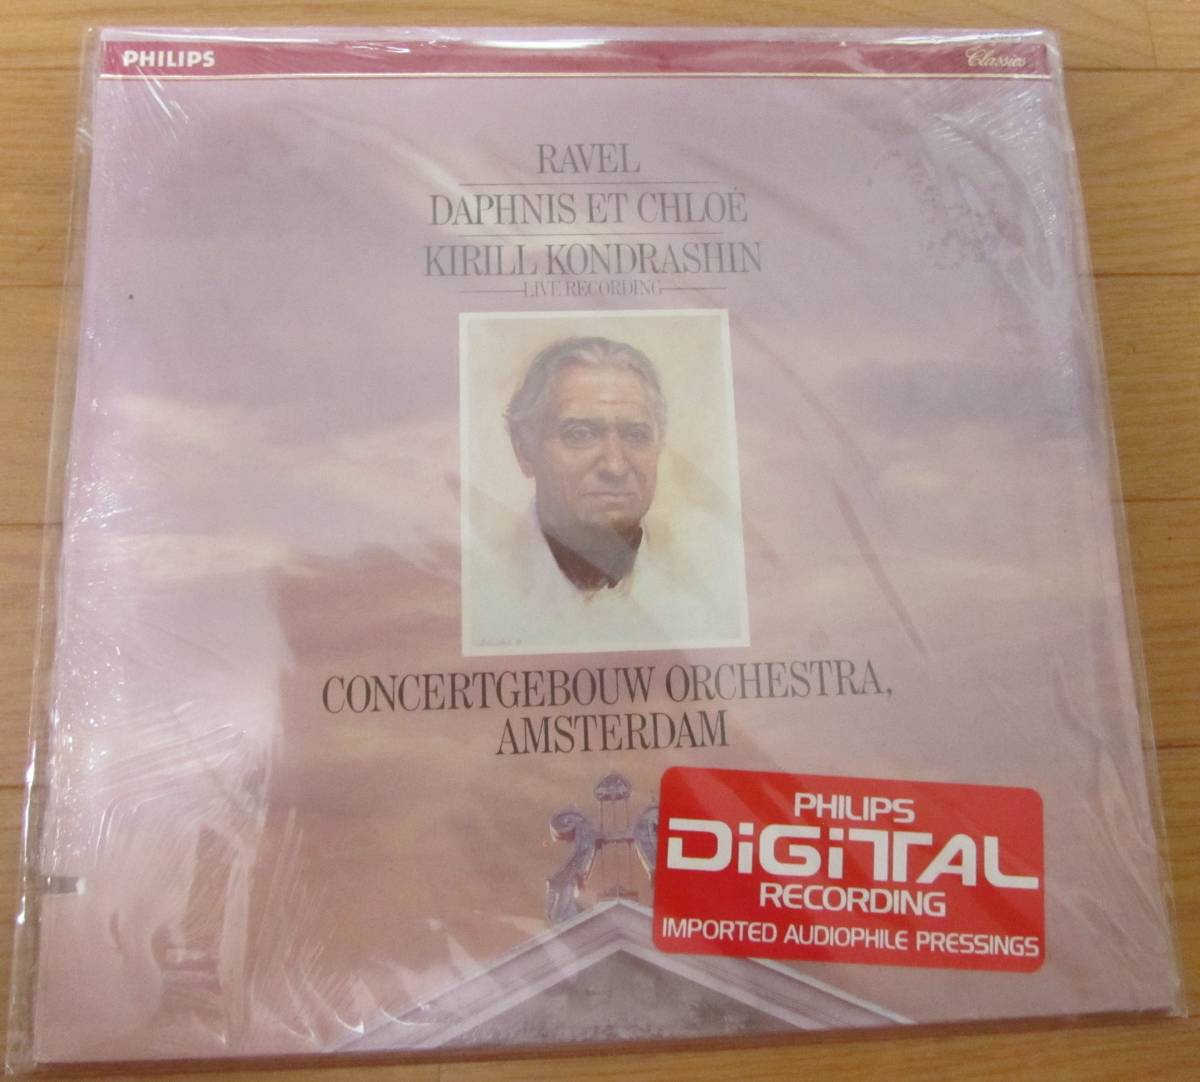 PHILIPS
Classics
RAVEL
DAPHNIS ET CHLOÉ
KIRILL KONDRASHIN
LIVE RECORDING
CONCERTGEBOUW ORCHESTRA,
AMSTERDAM
PHILIPS
DiGiTAL
RECORDING
IMPORTED AUDIOPHILE PRESSINGS